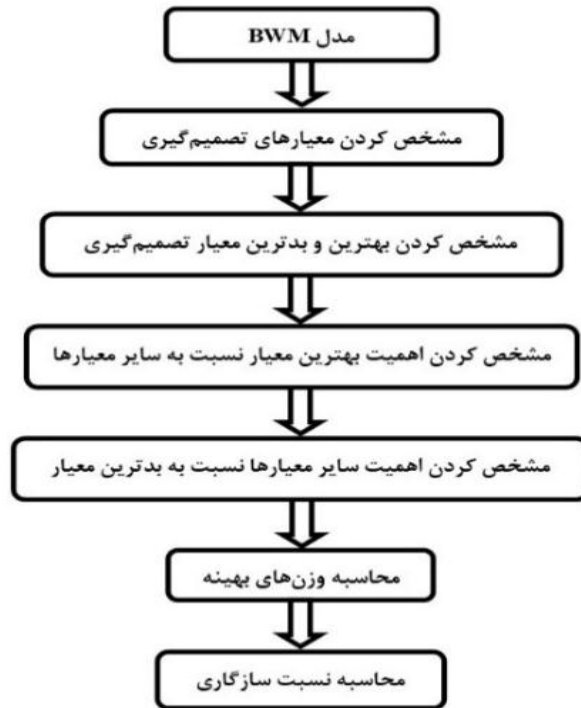 مدل BWM
مشخص کردن معیارهای تصمیم‌گیری
مشخص کردن بهترین و بدترین معیار تصمیم‌گیری
مشخص کردن اهمیت بهترین معیار نسبت به سایر معیارها
مشخص کردن اهمیت سایر معیارها نسبت به بدترین معیار
محاسبه وزن‌های بهینه
محاسبه نسبت سازگاری